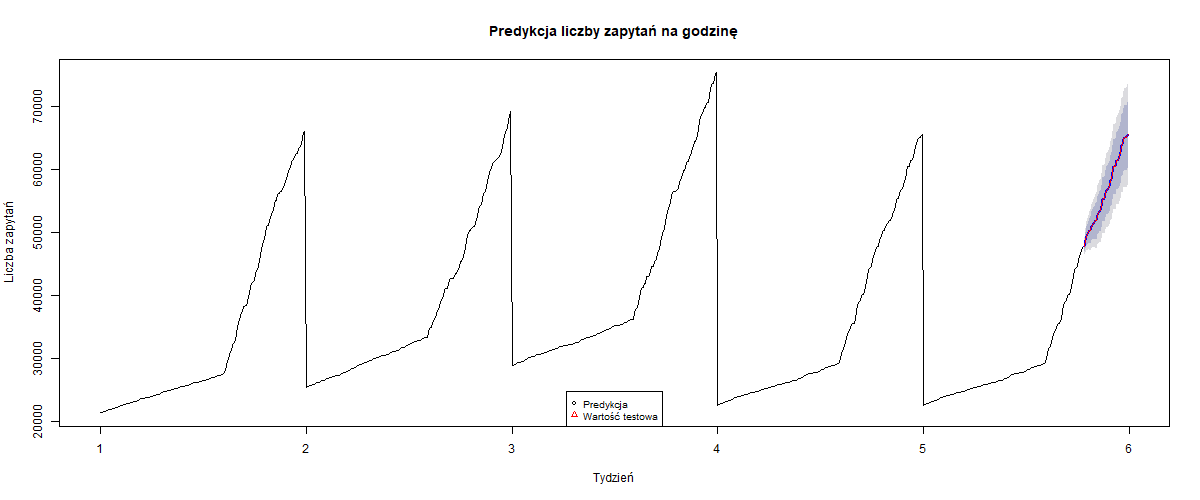 Predykcja liczby zapytań na godzinę
Liczba zapytań
70000
60000
50000
40000
30000
20000
Predykcja
Wartość testowa
1 2 3 4 5 6
Tydzień